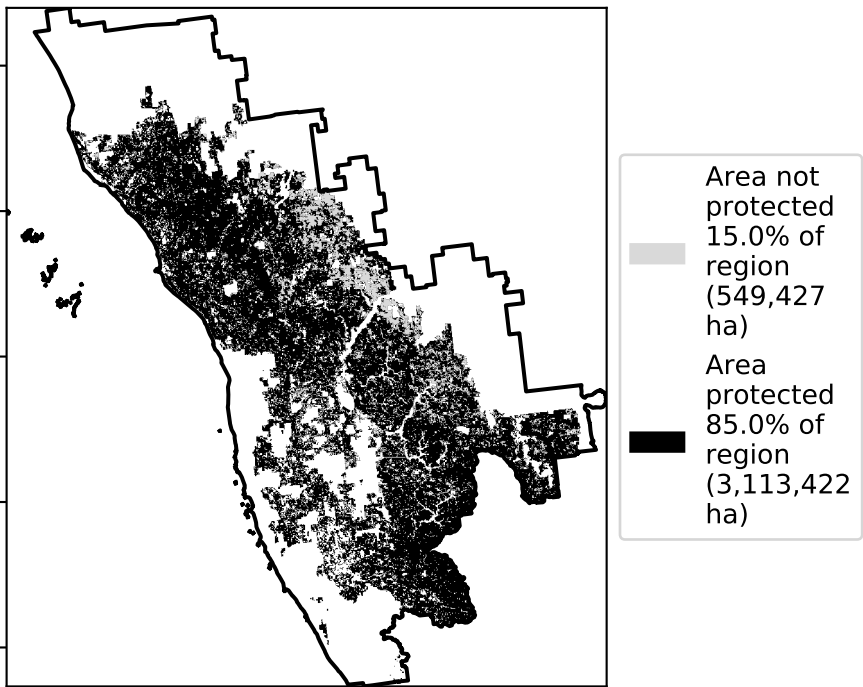 Area not
protected
15.0% of
region
(549,427
ha)
Area
protected
85.0% of
region
(3,113,422
ha)